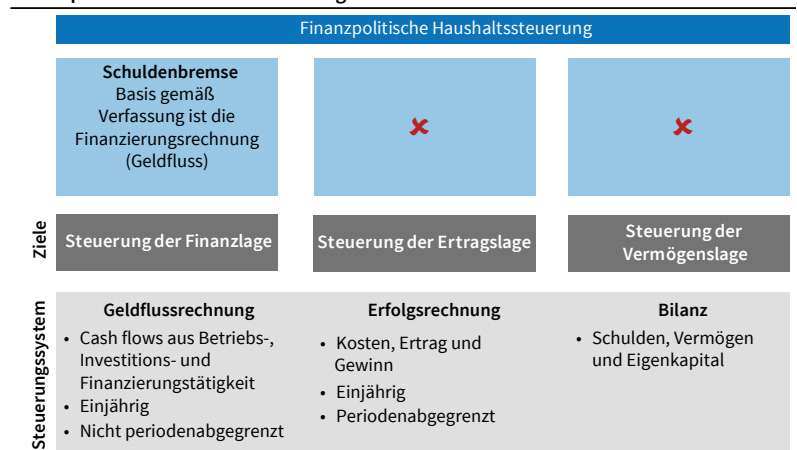 Finanzpolitische Haushaltssteuerung
Schuldenbremse
Basis gemäß
Verfassung ist die
Finanzierungsrechnung
(Geldfluss)
Ziele
Steuerung der Finanzlage
Steuerung der Ertragslage
Steuerung der
Vermögenslage
Steuerungssystem
Geldflussrechnung
• Cash flows aus Betriebs-,
Investitions- und
Finanzierungstätigkeit
• Einjährig
• Nicht periodenabgegrenzt
Erfolgsrechnung
• Kosten, Ertrag und
Gewinn
• Einjährig
• Periodenabgegrenzt
Bilanz
• Schulden, Vermögen
und Eigenkapital